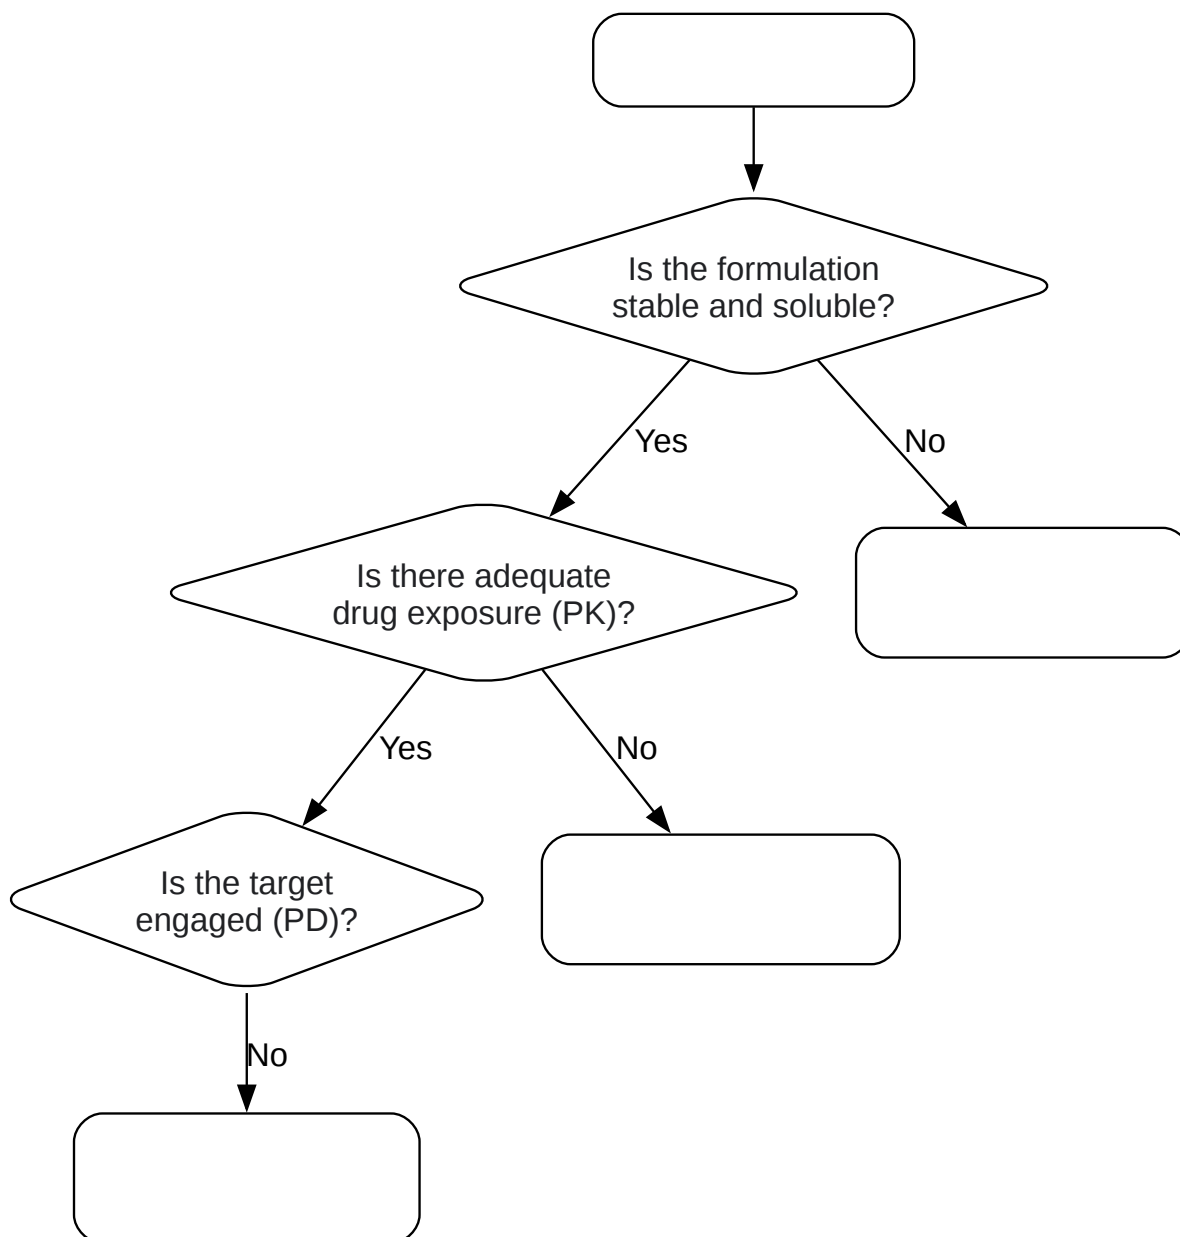 Is the formulation
stable and soluble?
Yes
No
Is there adequate
drug exposure (PK)?
Yes
No
Is the target
engaged (PD)?
No